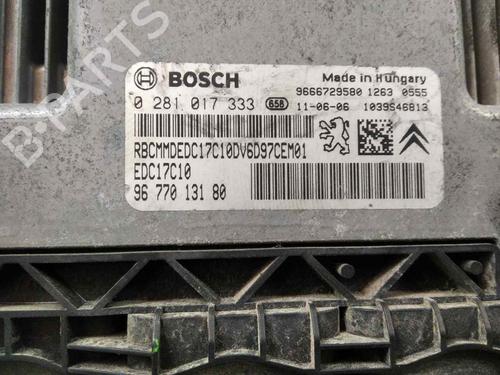 B-PARTS
BOSCH
Made in Hungary
9666729580 1263 0555
0 281 017 333 658 11-06-06 1039S46813
RBCMMDEDC17C10DV6D97CEM01
EDC17C10
96 770 131 80